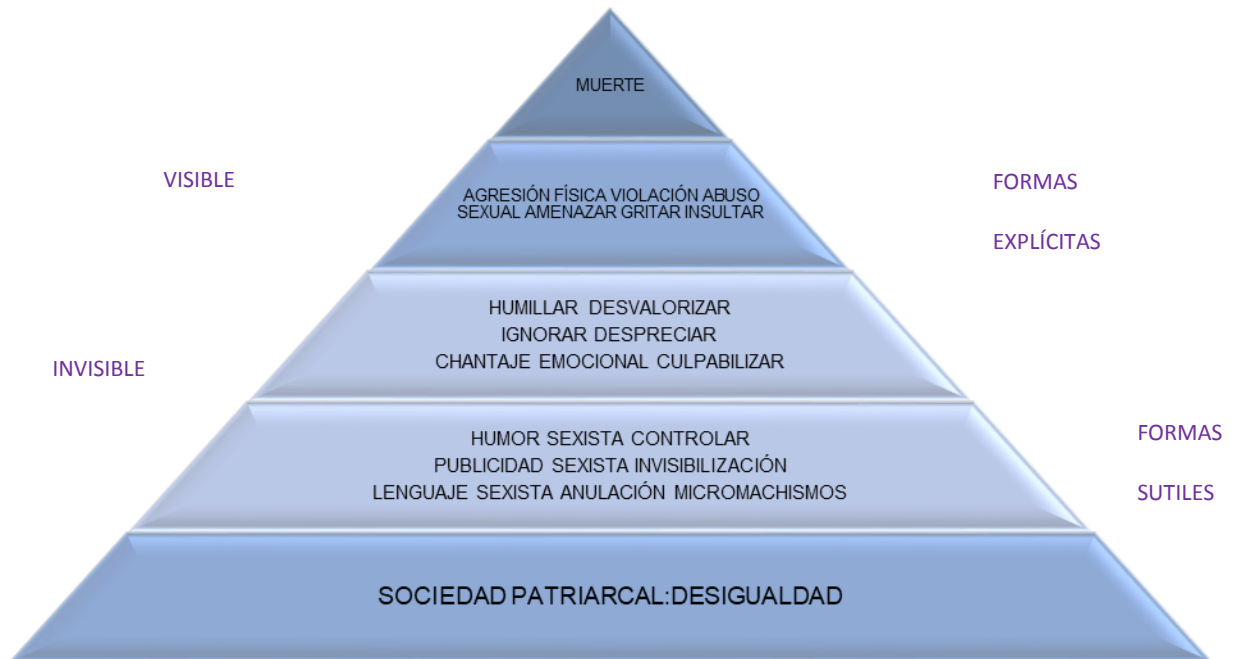 MUERTE
VISIBLE
FORMAS
AGRESIÓN FÍSICA VIOLACIÓN ABUSO
SEXUAL AMENAZAR GRITAR INSULTAR
EXPLÍCITAS
HUMILLAR DESVALORIZAR
IGNORAR DESPRECIAR
CHANTAJE EMOCIONAL CULPABILIZAR
INVISIBLE
FORMAS
HUMOR SEXISTA CONTROLAR
PUBLICIDAD SEXISTA INVISIBILIZACIÓN
LENGUAJE SEXISTA ANULACIÓN MICROMACHISMOS
SUTILES
SOCIEDAD PATRIARCAL:DESIGUALDAD